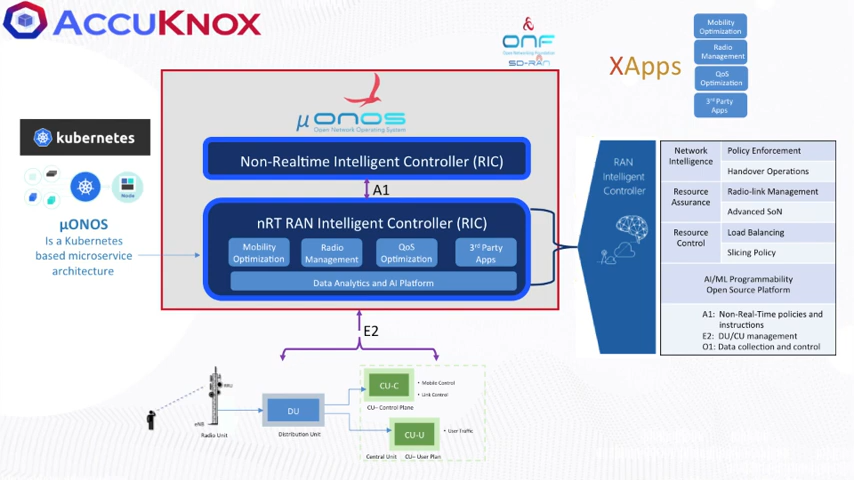 ACCUKNOX
ONF
Open Networking Foundation
SD-RAN
XApps
Mobility
Optimization
Radio
Management
QoS
Optimization
3rd Party
Apps
kubernetes
Node
μONOS
Is a Kubernetes
based microservice
architecture
μONOS
Open Network Operating System
Non-Realtime Intelligent Controller (RIC)
A1
nRT RAN Intelligent Controller (RIC)
Mobility
Optimization
Radio
Management
QoS
Optimization
3rd Party
Apps
Data Analytics and AI Platform
E2
RAN
Intelligent
Controller
Network
Intelligence
Policy Enforcement
Handover Operations
Resource
Assurance
Radio-link Management
Advanced SoN
Resource
Control
Load Balancing
Slicing Policy
AI/ML Programmability
Open Source Platform
A1: Non-Real-Time policies and
instructions
E2: DU/CU management
O1: Data collection and control
RRU
eNB
Radio Unit
DU
Distribution Unit
CU-C
• Mobile Control
• Link Control
CU– Control Plane
CU-U
• User Traffic
Central Unit
CU– User Plan